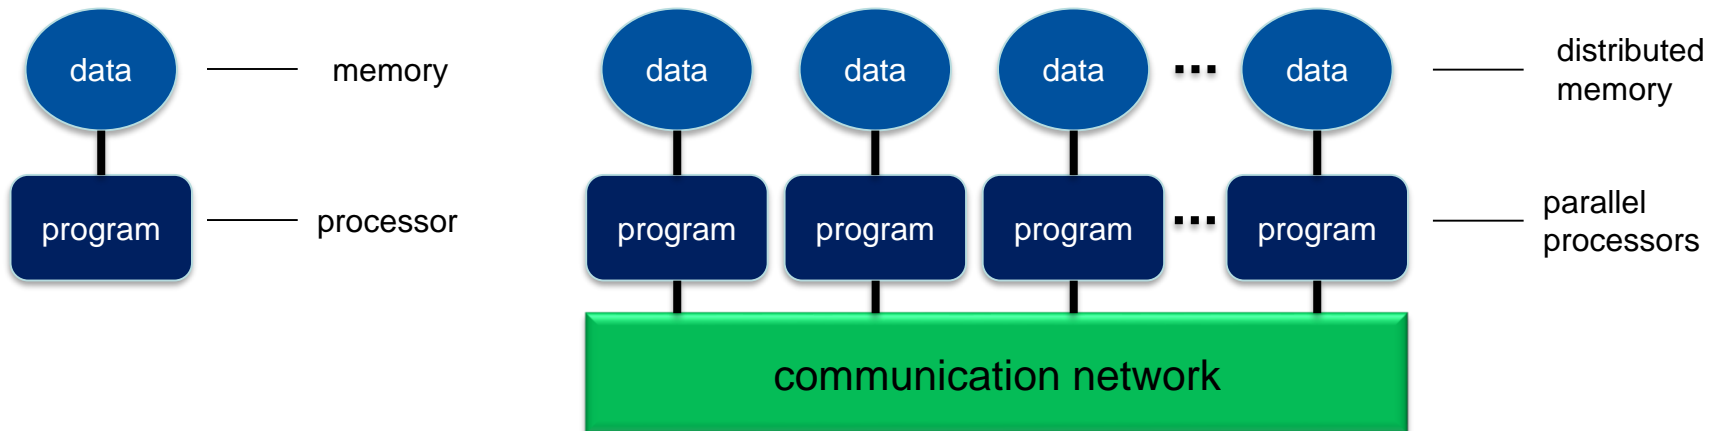 data
memory
program
processor
data
data
data
...
data
distributed
memory
program
program
program
...
program
parallel
processors
communication network